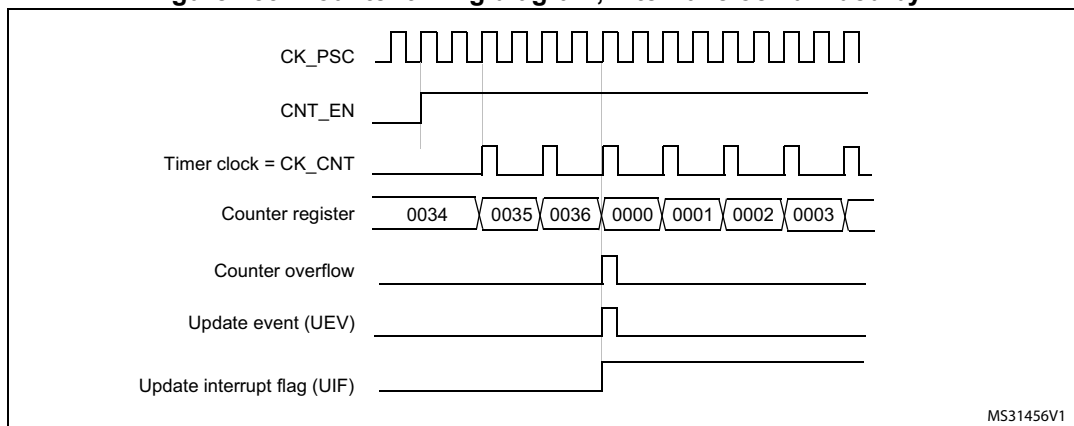 CK_PSC
CNT_EN
Timer clock = CK_CNT
Counter register 0034 0035 0036 0000 0001 0002 0003
Counter overflow
Update event (UEV)
Update interrupt flag (UIF)
MS31456V1